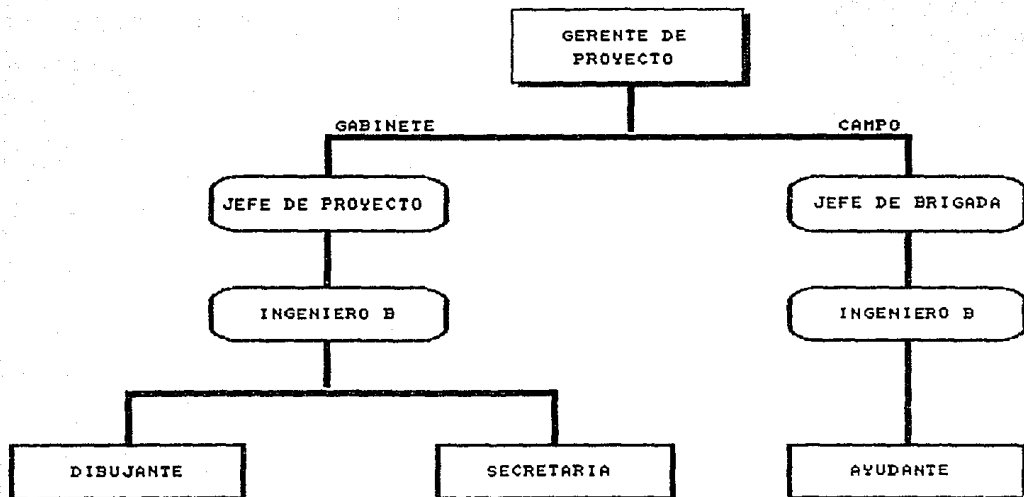 GERENTE DE
PROYECTO
GABINETE
CAMPO
JEFE DE PROYECTO
JEFE DE BRIGADA
INGENIERO B
INGENIERO B
DIBUJANTE
SECRETARIA
AYUDANTE